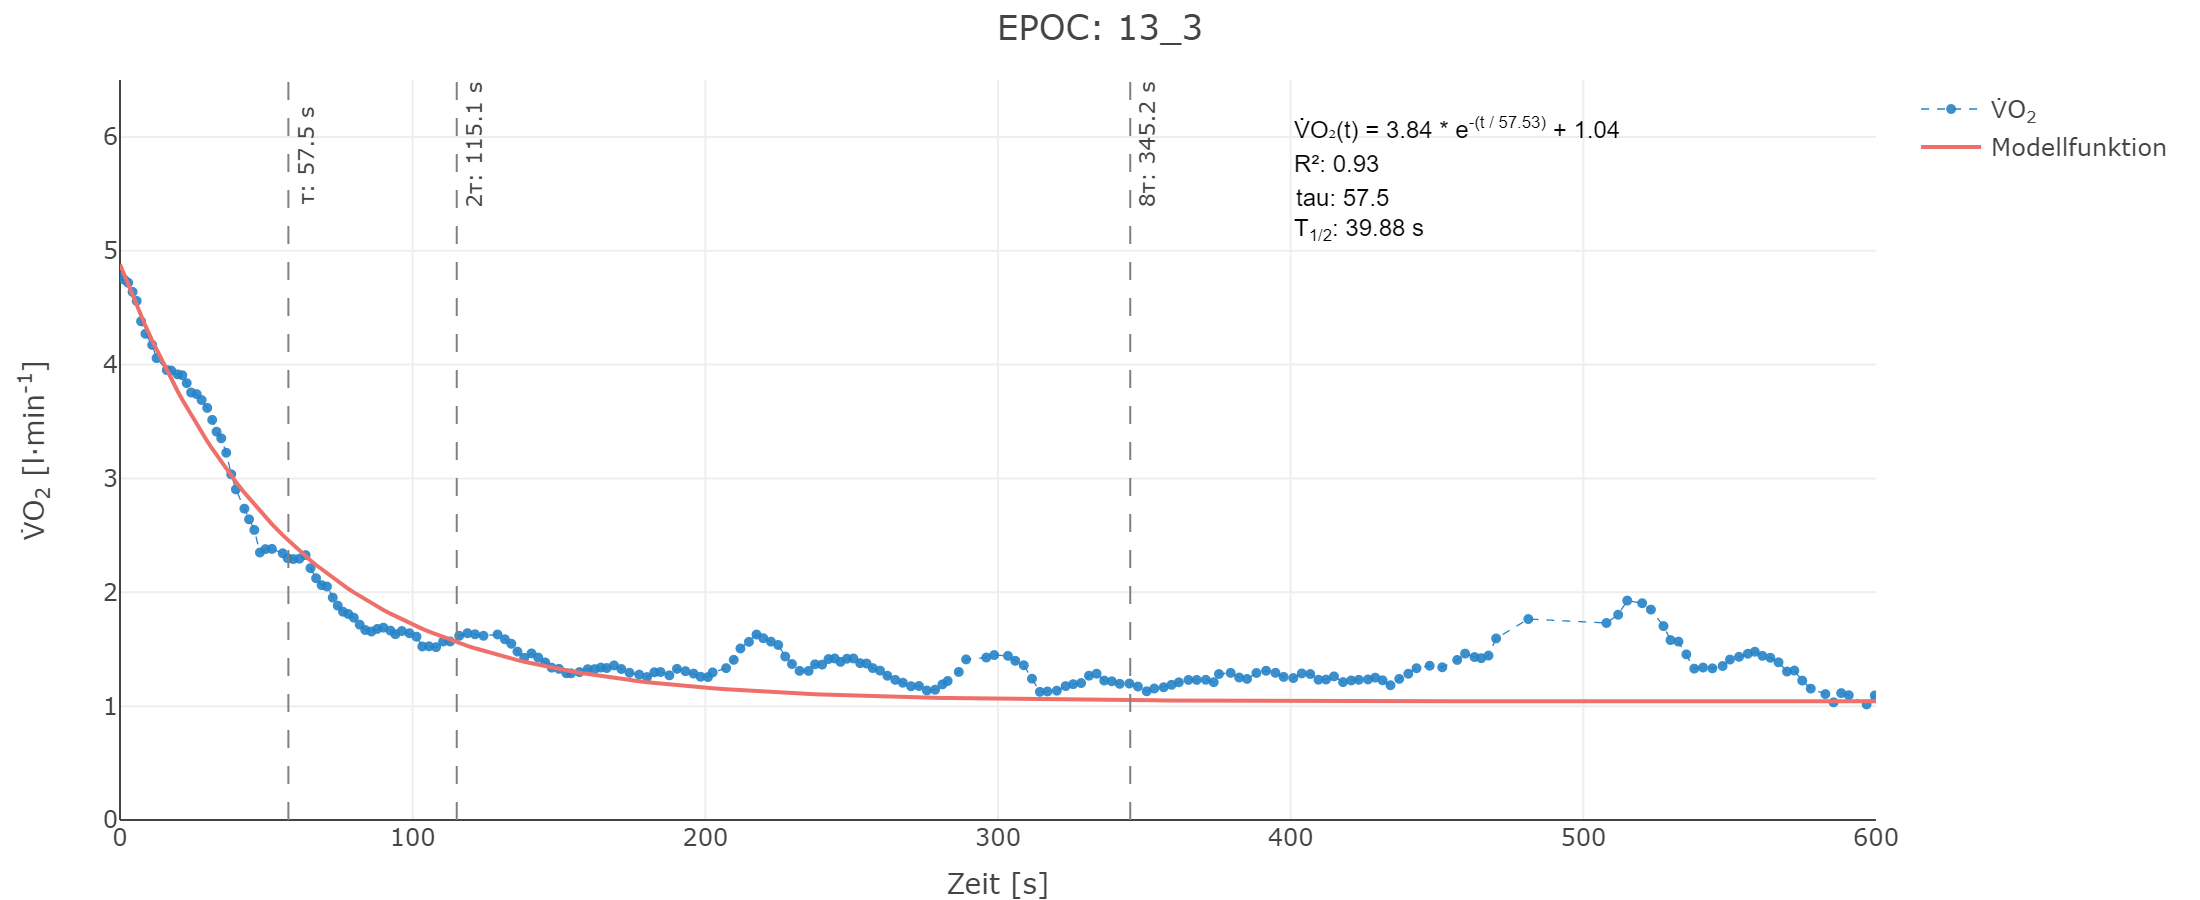 EPOC: 13_3
τ: 57.5 s
2τ: 115.1 s
8τ: 345.2 s
V̇O₂(t) = 3.84 * e-(t / 57.53) + 1.04
R²: 0.93
tau: 57.5
T1/2: 39.88 s
V̇O2
Modellfunktion
V̇O2 [l·min-1]
6
5
4
3
2
1
0
0 100 200 300 400 500 600
Zeit [s]